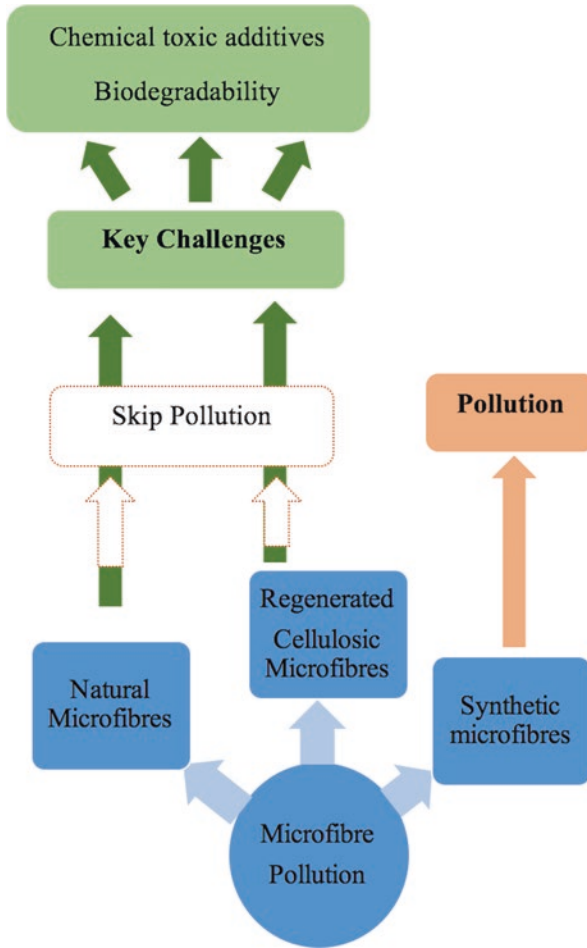 Chemical toxic additives
Biodegradability
Key Challenges
Skip Pollution
Pollution
Regenerated
Cellulosic
Microfibres
Natural
Microfibres
Synthetic
microfibres
Microfibre
Pollution